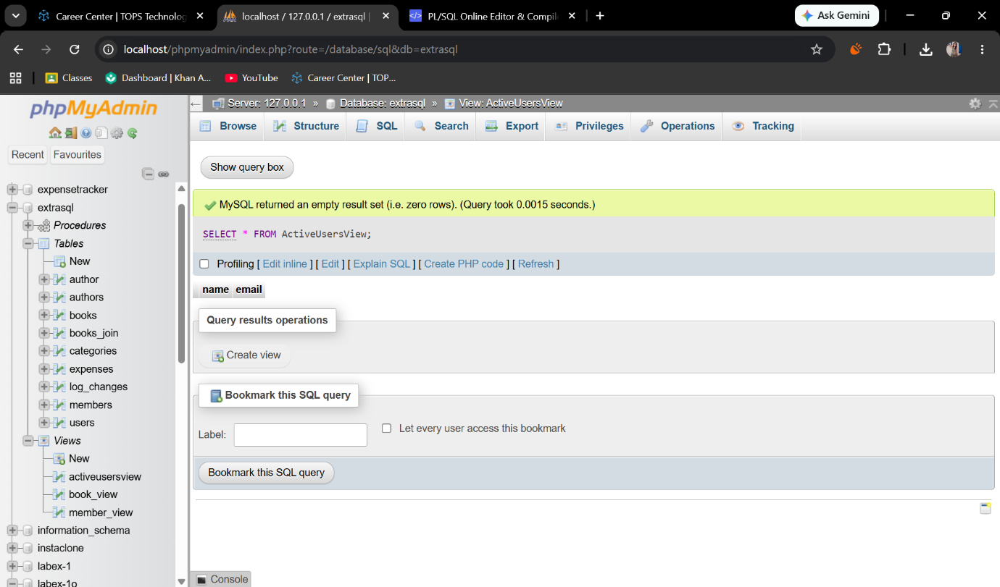 Career Center | TOPS Technolog
localhost / 127.0.0.1 / extrasql |
PL/SQL Online Editor & Compil
Ask Gemini
localhost/phpmyadmin/index.php?route=/database/sql&db=extrasql
Classes
Dashboard | Khan A...
YouTube
Career Center | TOP...
phpMyAdmin
Recent
Favourites
expensetracker
extrasql
Procedures
Tables
New
author
authors
books
books_join
categories
expenses
log_changes
members
users
Views
New
activeusersview
book_view
member_view
information_schema
instaclone
labex-1
labex-1o
Server: 127.0.0.1 » Database: extrasql » View: ActiveUsersView
Browse
Structure
SQL
Search
Export
Privileges
Operations
Tracking
Show query box
MySQL returned an empty result set (i.e. zero rows). (Query took 0.0015 seconds.)
SELECT * FROM ActiveUsersView;
Profiling [ Edit inline ] [ Edit ] [ Explain SQL ] [ Create PHP code ] [ Refresh ]
name email
Query results operations
Create view
Bookmark this SQL query
Label:
Let every user access this bookmark
Bookmark this SQL query
Console